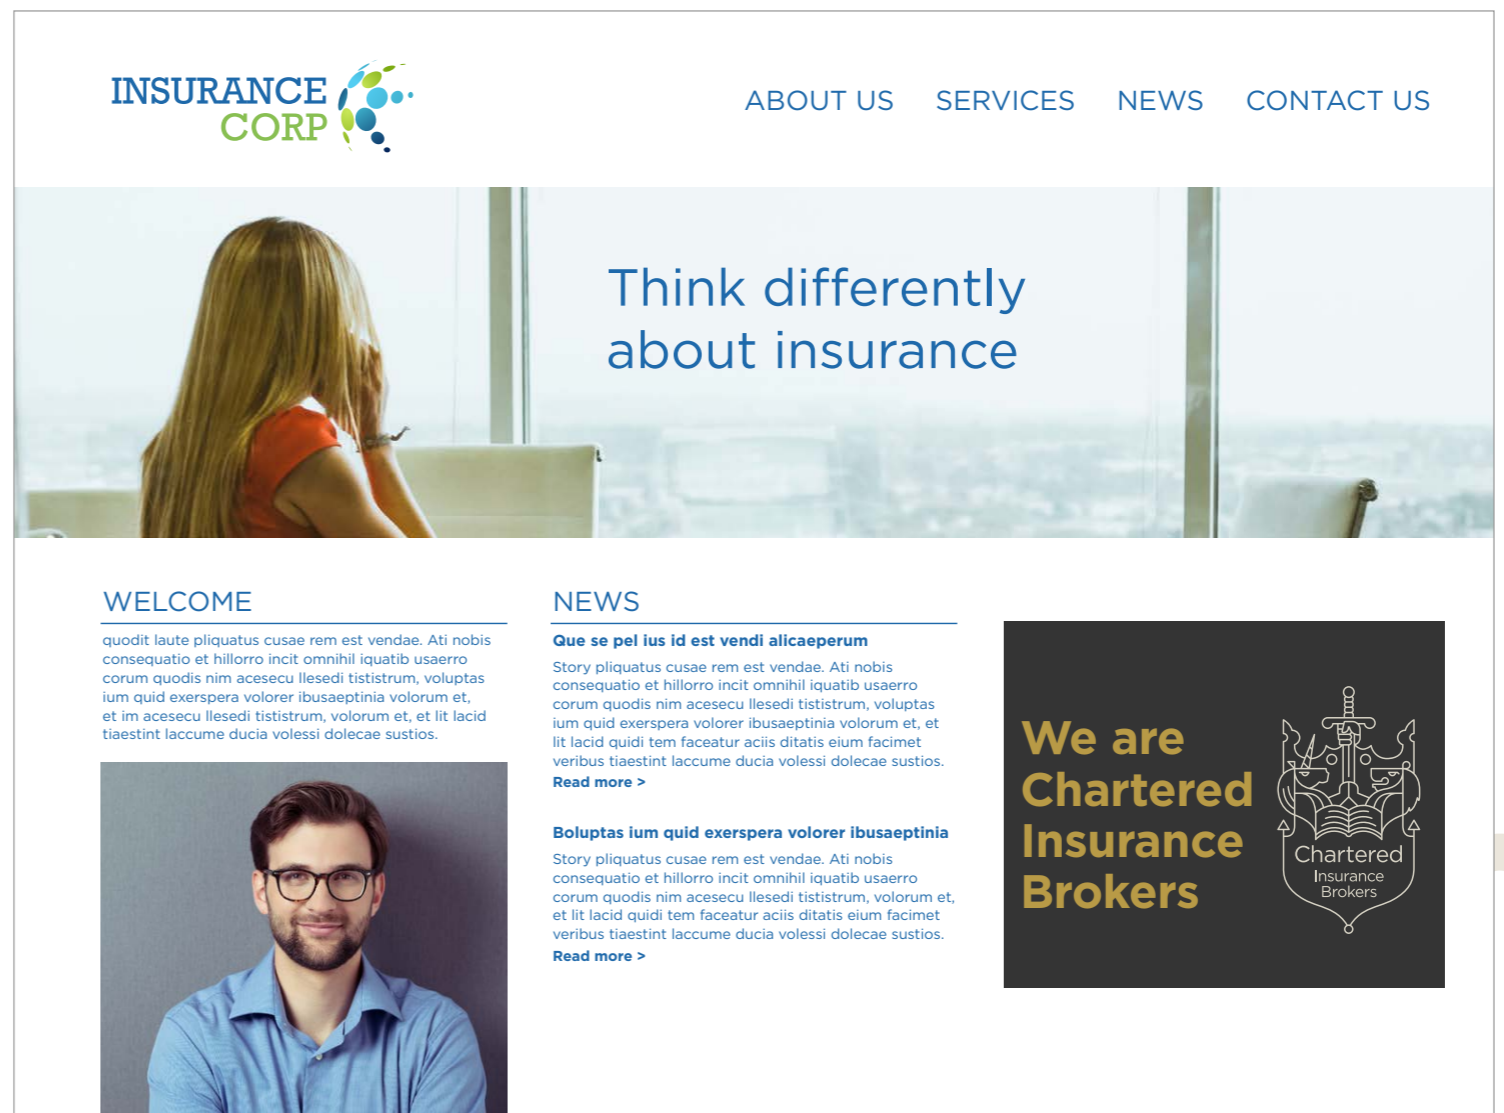 INSURANCE
CORP
ABOUT US SERVICES NEWS CONTACT US
Think differently
about insurance
WELCOME
quodit laute pliquatus cusae rem est vendae. Ati nobis
consequatio et hillorro incit omnihil iquatib usaerro
corum quodis nim acesecu llesedi tististrum, voluptas
ium quid exerspera volorer ibusaeptinia volorum et,
et im acesecu llesedi tististrum, volorum et, et lit lacid
tiaestint laccume ducia volessi dolecae sustios.
NEWS
Que se pel ius id est vendi alicaeperum
Story pliquatus cusae rem est vendae. Ati nobis
consequatio et hillorro incit omnihil iquatib usaerro
corum quodis nim acesecu llesedi tististrum, voluptas
ium quid exerspera volorer ibusaeptinia volorum et, et
lit lacid quidi tem faceatur aciis ditatis eium facimet
veribus tiaestint laccume ducia volessi dolecae sustios.
Read more >
Boluptas ium quid exerspera volorer ibusaeptinia
Story pliquatus cusae rem est vendae. Ati nobis
consequatio et hillorro incit omnihil iquatib usaerro
corum quodis nim acesecu llesedi tististrum, volorum et,
et lit lacid quidi tem faceatur aciis ditatis eium facimet
veribus tiaestint laccume ducia volessi dolecae sustios.
Read more >
We are
Chartered
Insurance
Brokers
Chartered
Insurance
Brokers